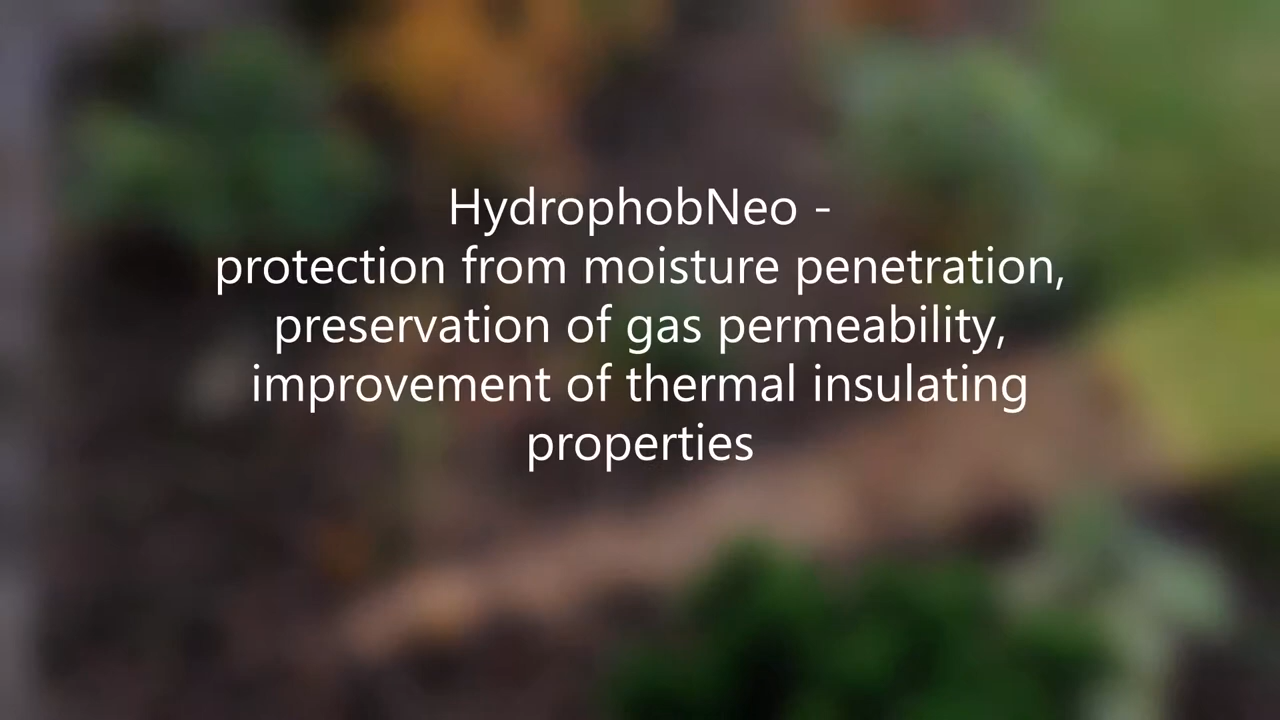 HydrophobNeo -
protection from moisture penetration,
preservation of gas permeability,
improvement of thermal insulating
properties